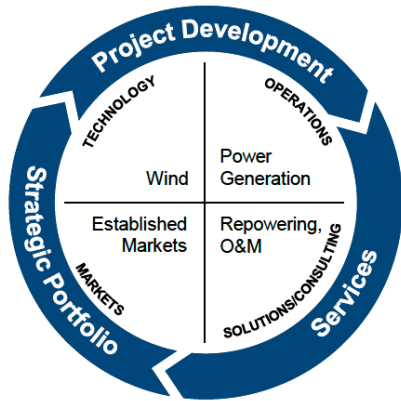 Project Development
TECHNOLOGY
OPERATIONS
Wind
Power
Generation
Established
Markets
Repowering,
O&M
MARKETS
SOLUTIONS/CONSULTING
Strategic Portfolio
Services